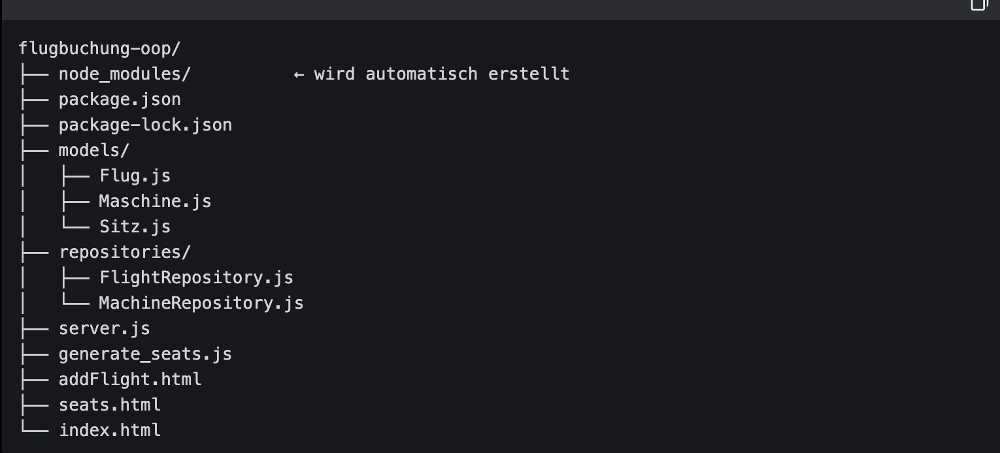 flugbuchung-oop/
├── node_modules/          ← wird automatisch erstellt
├── package.json
├── package-lock.json
├── models/
│   ├── Flug.js
│   ├── Maschine.js
│   └── Sitz.js
├── repositories/
│   ├── FlightRepository.js
│   └── MachineRepository.js
├── server.js
├── generate_seats.js
├── addFlight.html
├── seats.html
└── index.html